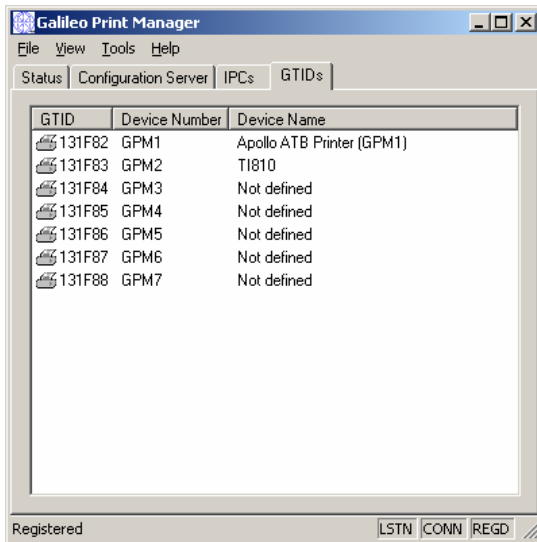 Galileo Print Manager
File View Tools Help
Status Configuration Server IPCs GTIDs
GTID Device Number Device Name
131F82 GPM1 Apollo ATB Printer (GPM1)
131F83 GPM2 TI810
131F84 GPM3 Not defined
131F85 GPM4 Not defined
131F86 GPM5 Not defined
131F87 GPM6 Not defined
131F88 GPM7 Not defined
Registered LSTN CONN REGD